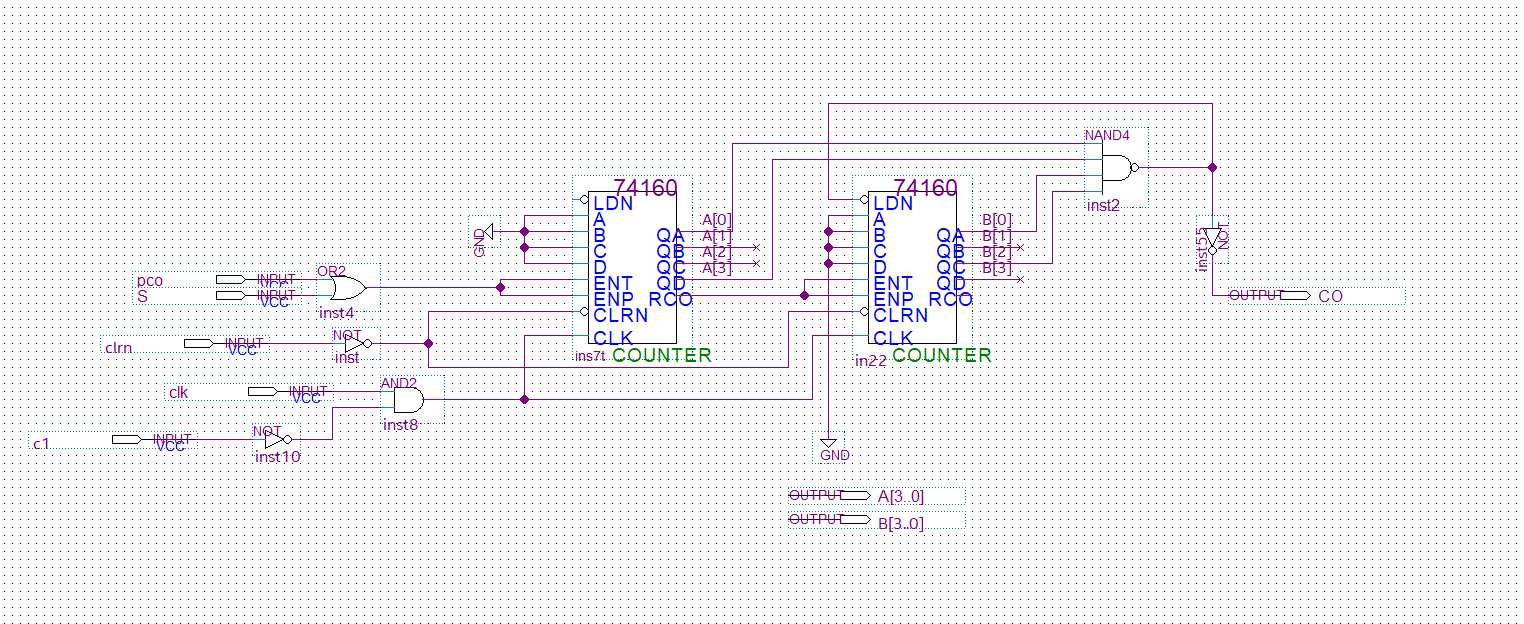 NAND4
inst2
74160
LDN
A
B
C
D
ENT
ENP
CLRN
CLK
QA
QB
QC
QD
RCO
ins7t
COUNTER
A[0]
A[1]
A[2]
A[3]
74160
LDN
A
B
C
D
ENT
ENP
CLRN
CLK
QA
QB
QC
QD
RCO
in22
COUNTER
B[0]
B[1]
B[2]
B[3]
GND
NOT
inst55
OUTPUT
CO
pco
INPUT
VCC
S
INPUT
VCC
OR2
inst4
clrn
INPUT
VCC
NOT
inst
clk
INPUT
VCC
AND2
inst8
c1
INPUT
VCC
NOT
inst10
GND
OUTPUT
A[3..0]
OUTPUT
B[3..0]